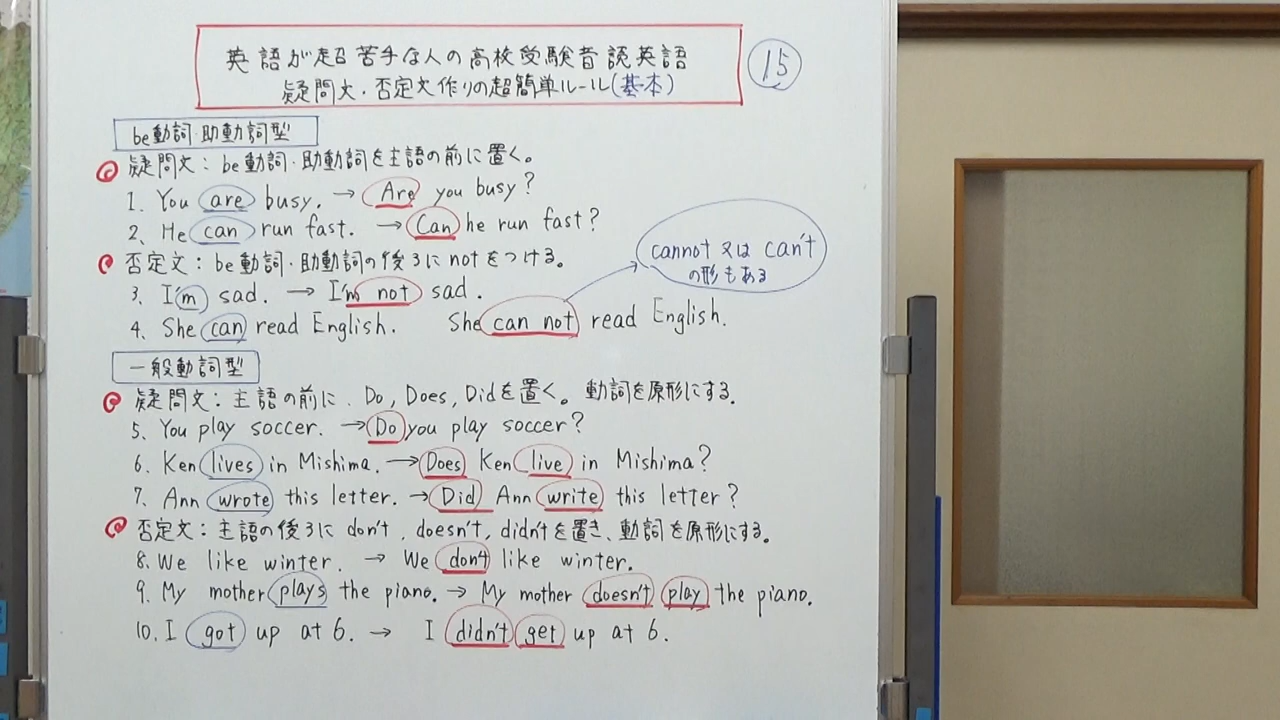 英語が超苦手な人の高校受験音読英語
疑問文・否定文作りの超簡単ルール(基本)
15
be動詞・助動詞型
疑問文：be動詞・助動詞を主語の前に置く。
1. You are busy. → Are you busy?
2. He can run fast. → Can he run fast?
否定文：be動詞・助動詞の後ろにnotをつける。
cannot 又は can't
の形もある
3. I'm sad. → I'm not sad.
4. She can read English. She can not read English.
一般動詞型
疑問文：主語の前に、Do, Does, Didを置く。動詞を原形にする。
5. You play soccer. → Do you play soccer?
6. Ken lives in Mishima. → Does Ken live in Mishima?
7. Ann wrote this letter. → Did Ann write this letter?
否定文：主語の後ろに don't, doesn't, didn'tを置き、動詞を原形にする。
8. We like winter. → We don't like winter.
9. My mother plays the piano. → My mother doesn't play the piano.
10. I got up at 6. → I didn't get up at 6.